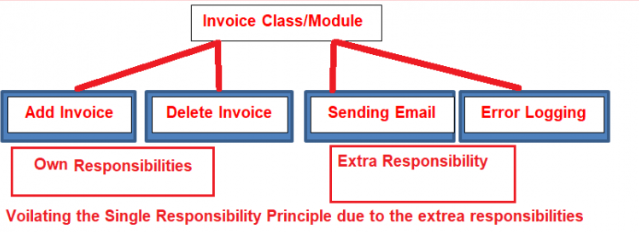 Invoice Class/Module
Add Invoice
Delete Invoice
Sending Email
Error Logging
Own Responsibilities
Extra Responsibility
Voilating the Single Responsibility Principle due to the extrea responsibilities